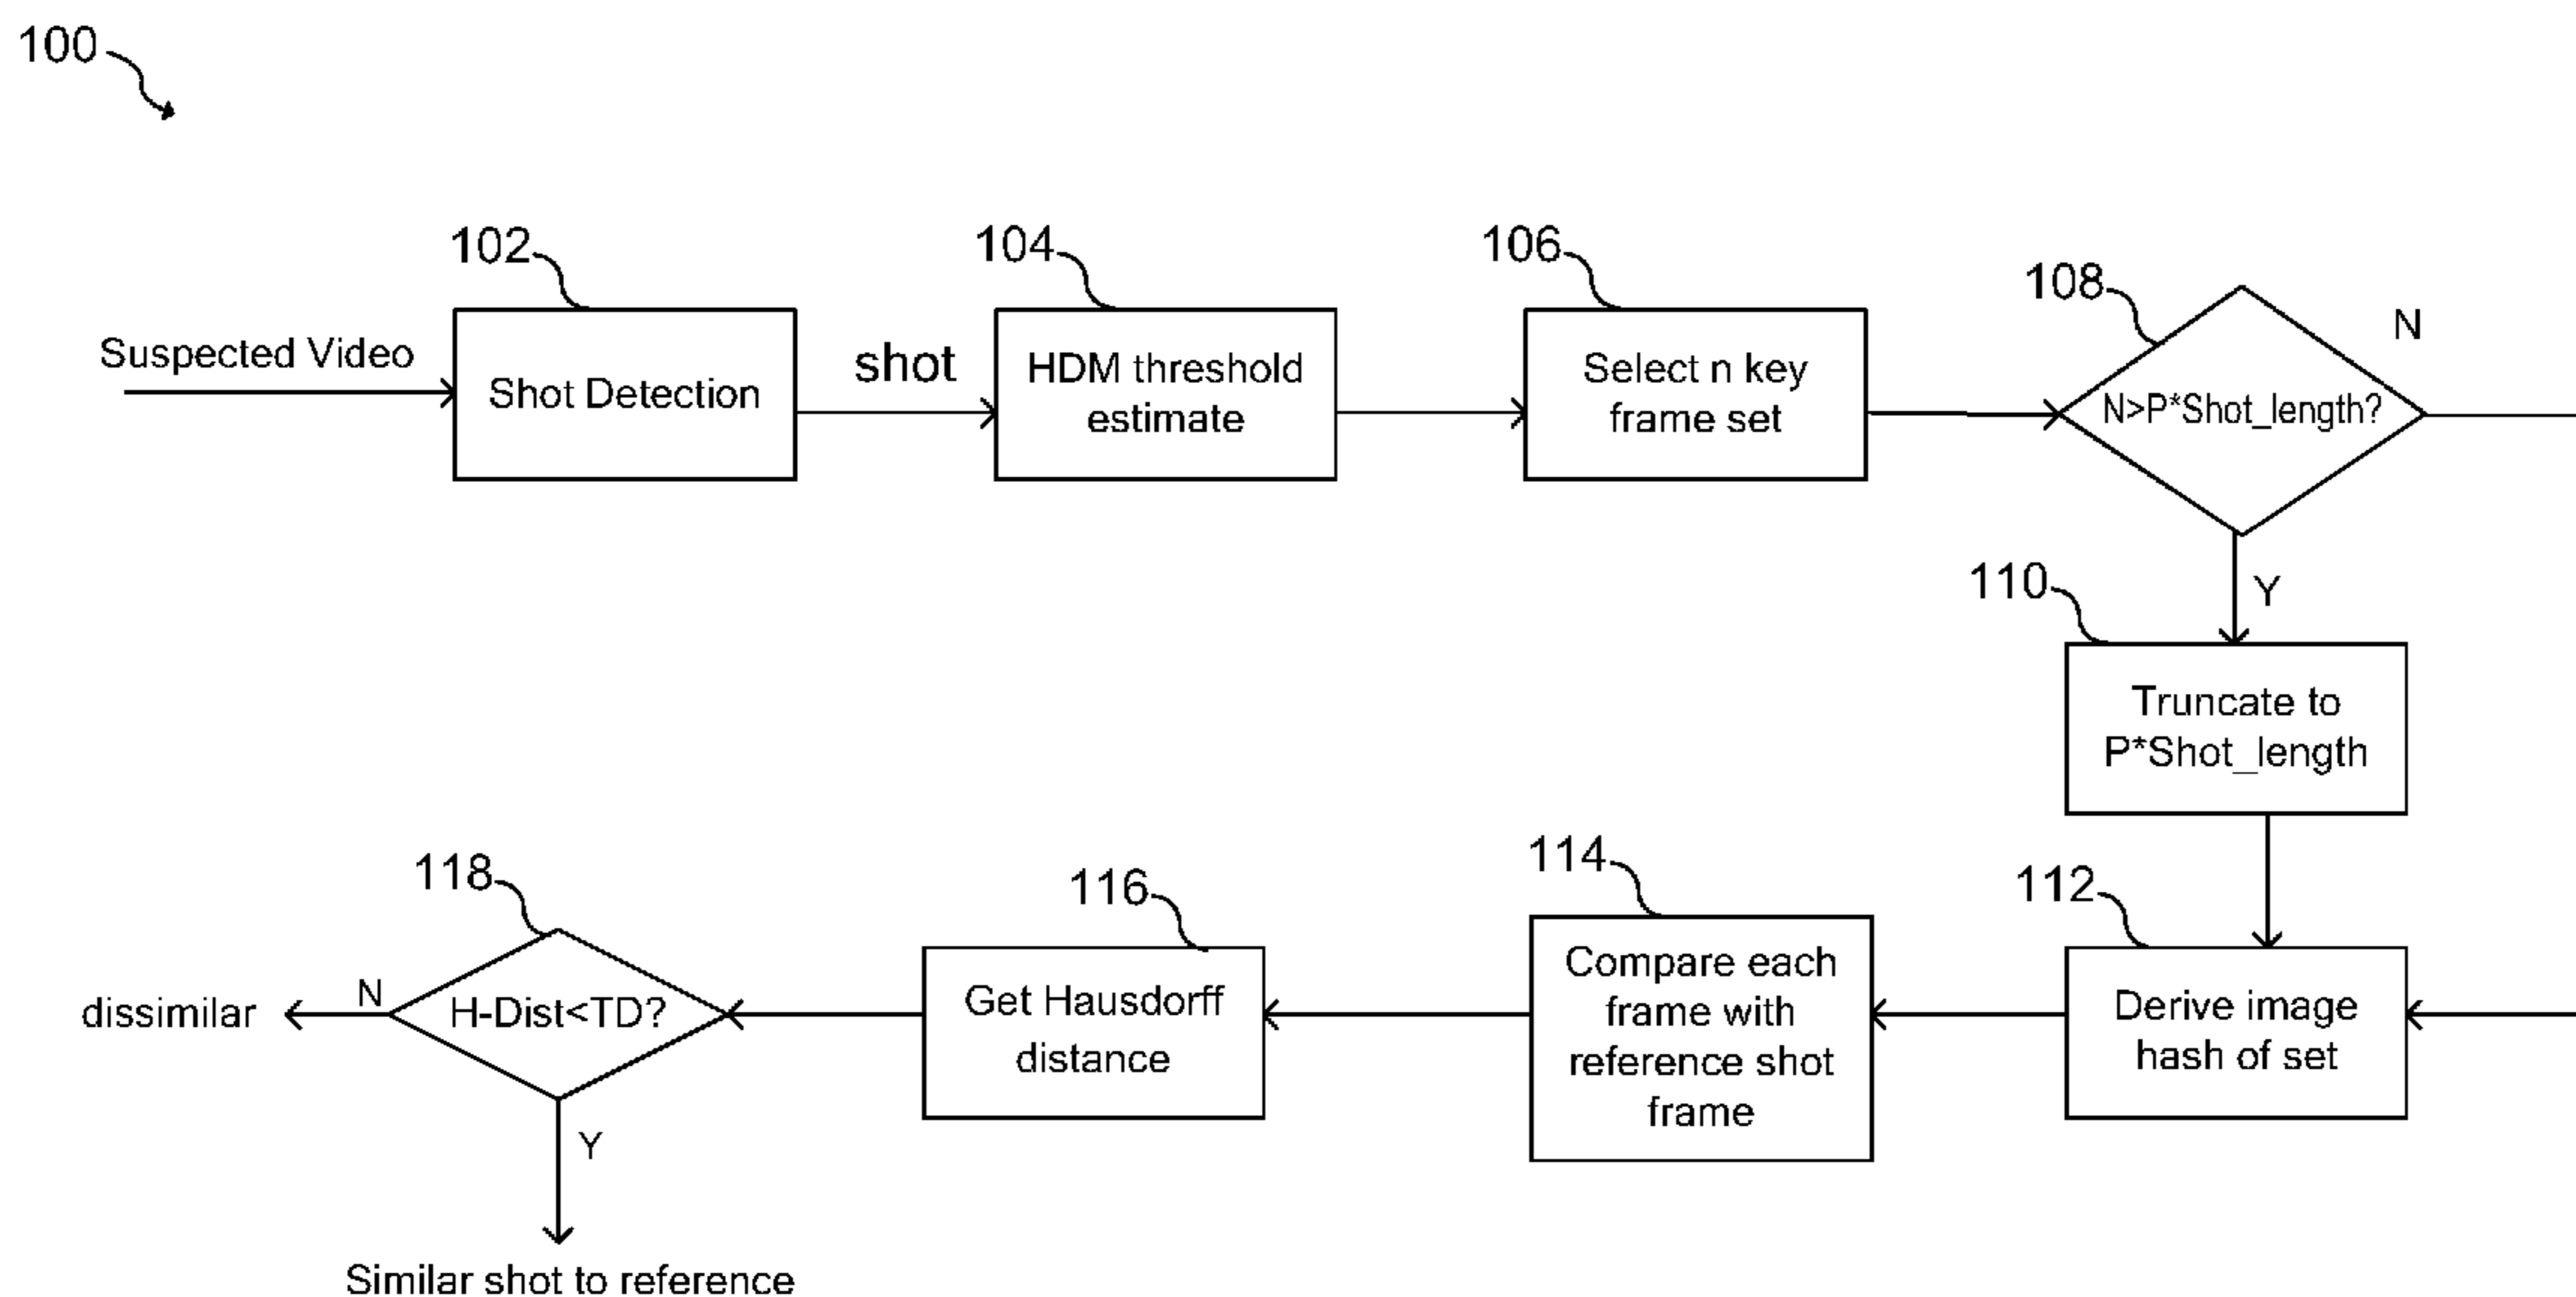 100
102
104
106
108
N
Suspected Video
Shot Detection
shot
HDM threshold
estimate
Select n key
frame set
N>P*Shot_length?
110
Y
Truncate to
P*Shot_length
112
Derive image
hash of set
114
Compare each
frame with
reference shot
frame
116
Get Hausdorff
distance
118
H-Dist<TD?
N
dissimilar
Y
Similar shot to reference